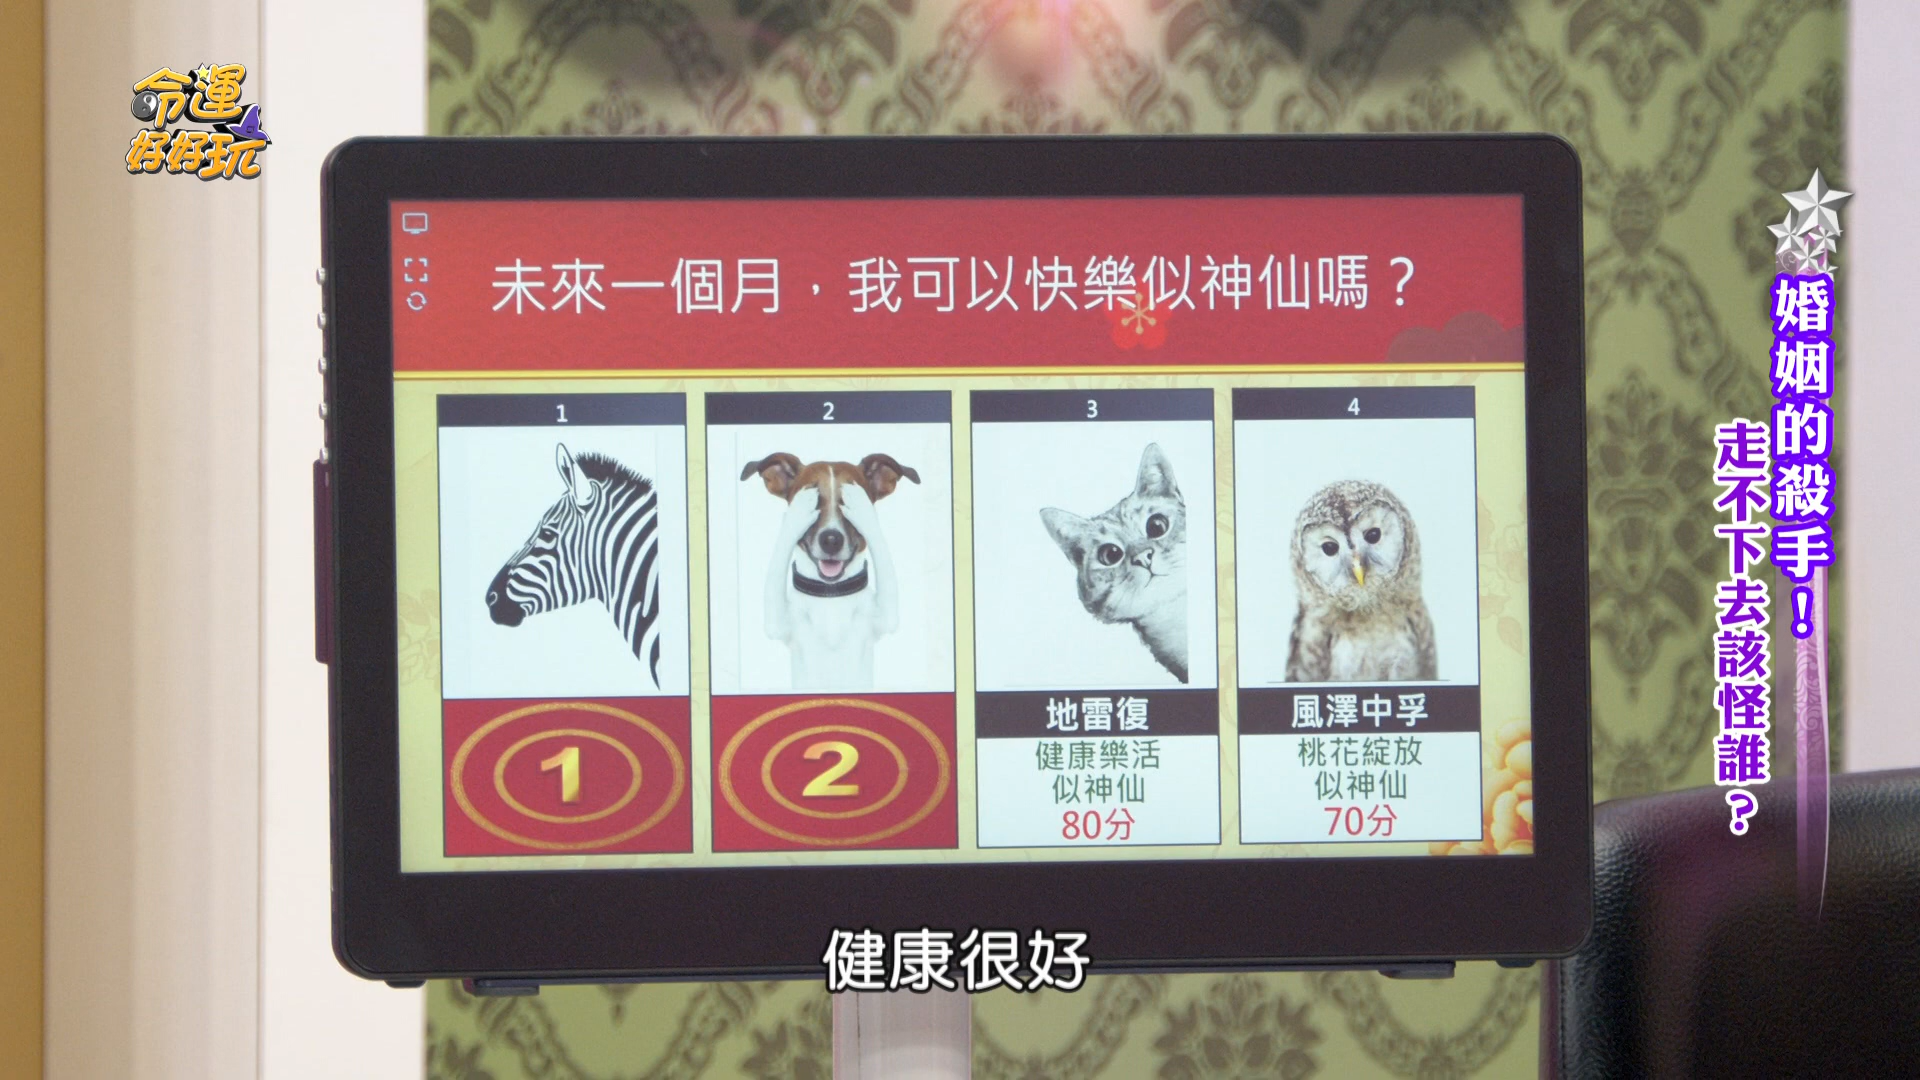 命運
好好玩
未來一個月，我可以快樂似神仙嗎？
1
2
3
4
1
2
地雷復
健康樂活
似神仙
80分
風澤中孚
桃花綻放
似神仙
70分
婚姻的殺手！
走不下去該怪誰？
健康很好